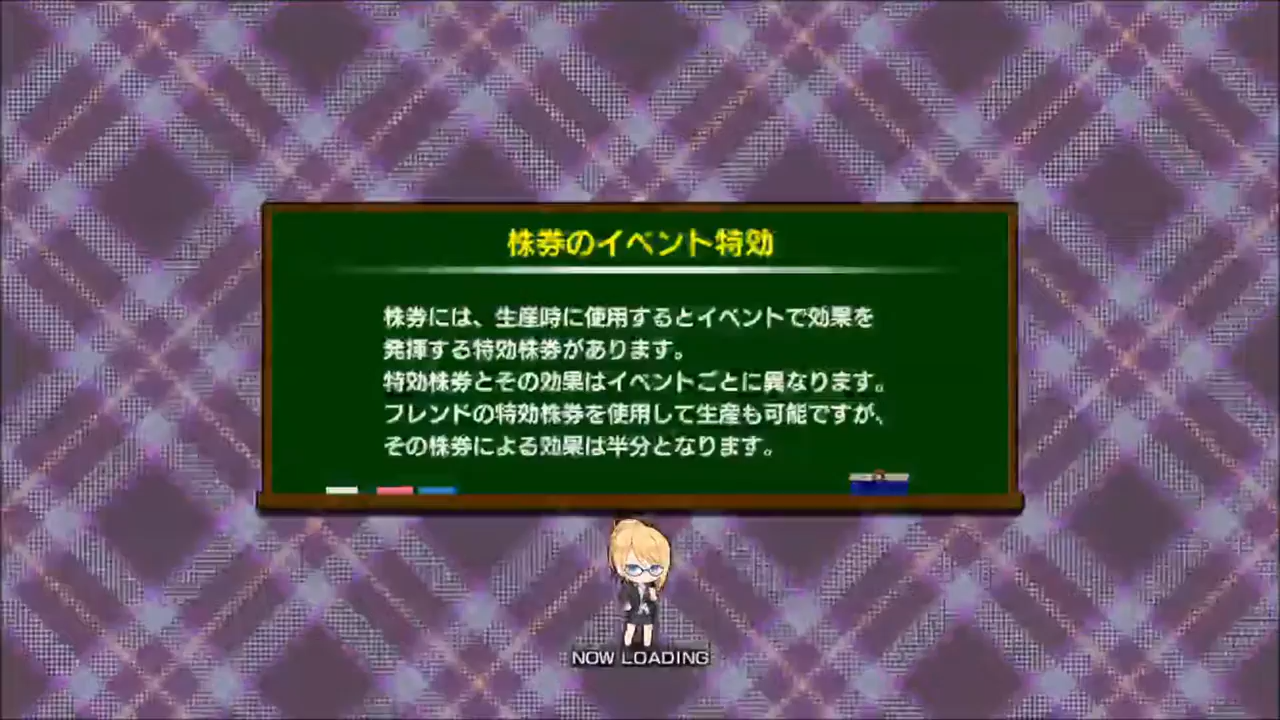 株券のイベント特効
株券には、生産時に使用するとイベントで効果を
発揮する特効株券があります。
特効株券とその効果はイベントごとに異なります。
フレンドの特効株券を使用して生産も可能ですが、
その株券による効果は半分となります。
NOW LOADING